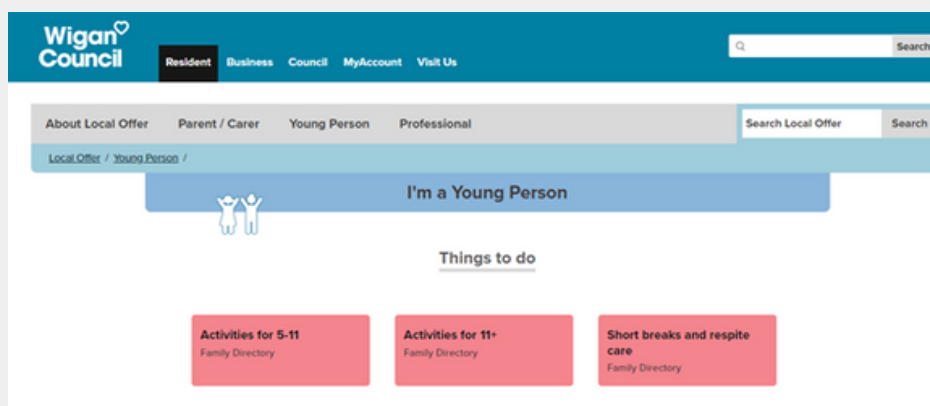 Wigan
Council
Resident Business Council MyAccount Visit Us
Search
About Local Offer Parent / Carer Young Person Professional
Search Local Offer Search
Local Offer / Young Person /
I'm a Young Person
Things to do
Activities for 5-11
Family Directory
Activities for 11+
Family Directory
Short breaks and respite
care
Family Directory